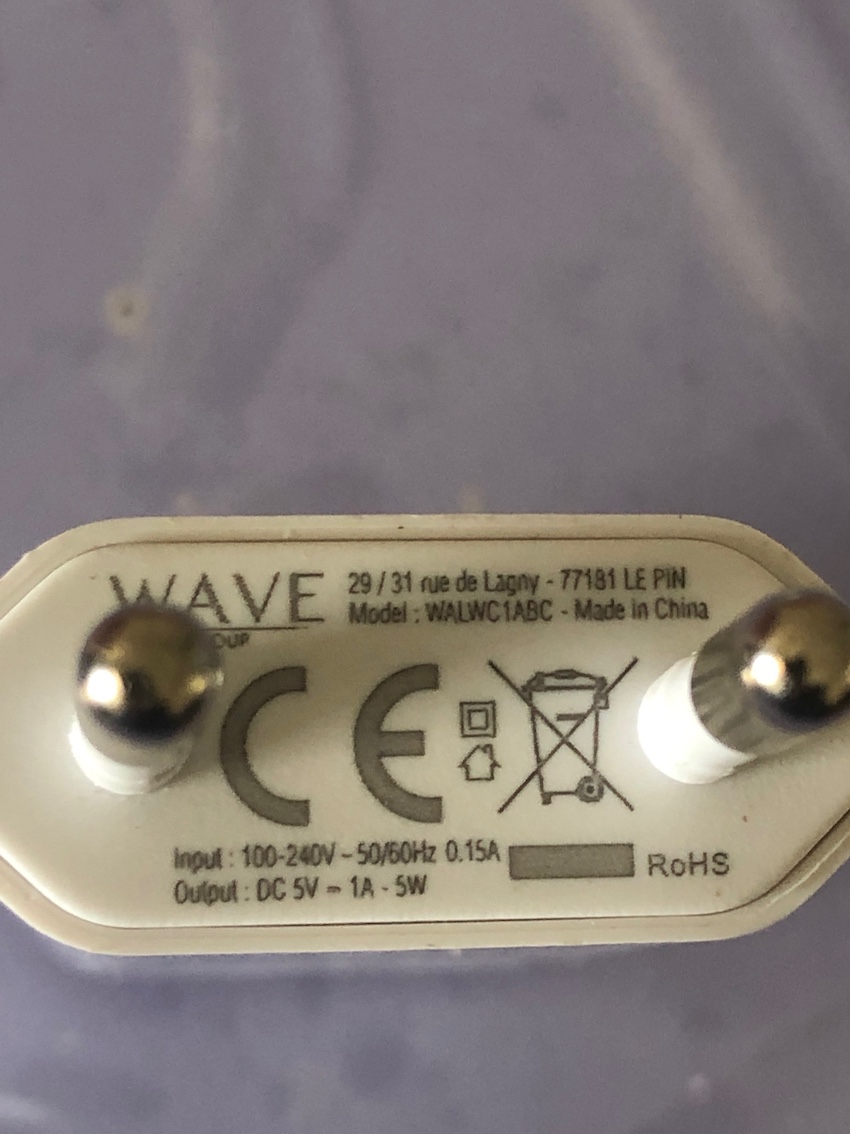 WAVE
29 / 31 rue de Lagny - 77181 LE PIN
Model : WALWC1ABC - Made in China
CE
Input : 100-240V ~ 50/60Hz 0.15A
Output : DC 5V ⎓ 1A - 5W
RoHS